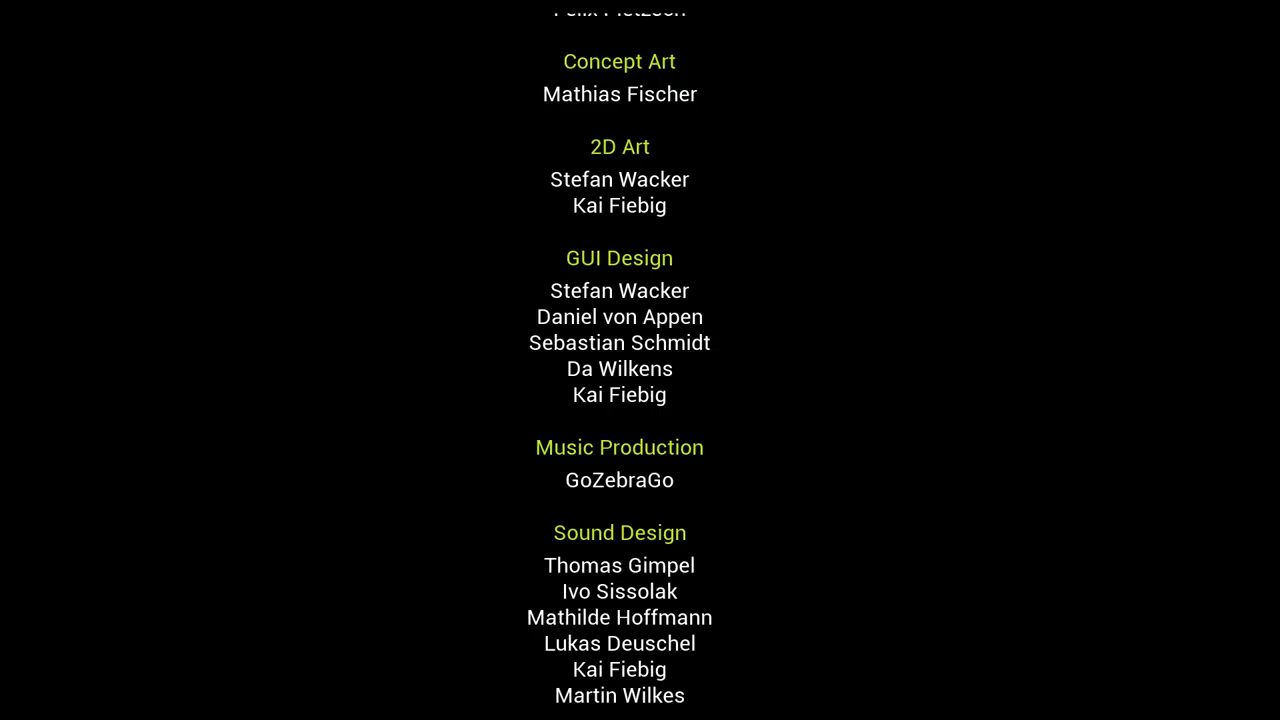 Concept Art
Mathias Fischer
2D Art
Stefan Wacker
Kai Fiebig
GUI Design
Stefan Wacker
Daniel von Appen
Sebastian Schmidt
Da Wilkens
Kai Fiebig
Music Production
GoZebraGo
Sound Design
Thomas Gimpel
Ivo Sissolak
Mathilde Hoffmann
Lukas Deuschel
Kai Fiebig
Martin Wilkes